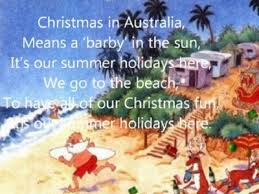 Christmas in Australia,
Means a 'barby' in the sun,
It's our summer holidays here,
We go to the beach,
To have all of our Christmas fun,
It's our summer holidays here.